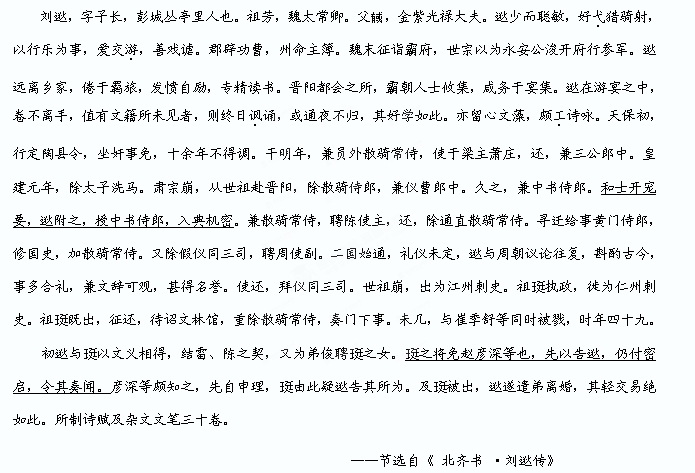 刘逖，字子长，彭城丛亭里人也。祖芳，魏太常卿。父䤅，金紫光禄大夫。逖少而聪敏，好弋猎骑射，
以行乐为事，爱交游，善戏谑。郡辟功曹，州命主簿。魏末征诣霸府，世宗以为永安公浚开府行参军。逖
远离乡家，倦于羁旅，发愤自励，专精读书。晋阳都会之所，霸朝人士攸集，咸务于宴集。逖在游宴之中，
卷不离手，值有文籍所未见者，则终日讽诵，或通夜不归，其好学如此。亦留心文藻，颇工诗咏。天保初，
行定陶县令，坐奸事免，十余年不得调。干明年，兼员外散骑常侍，使于梁主萧庄，还，兼三公郎中。皇
建元年，除太子洗马。肃宗崩，从世祖赴晋阳，除散骑侍郎，兼仪曹郎中。久之，兼中书侍郎。和士开宠
要，逖附之，授中书侍郎，入典机密。兼散骑常侍，聘陈使主，还，除通直散骑常侍。寻迁给事黄门侍郎，
修国史，加散骑常侍。又除假仪同三司，聘周使副。二国始通，礼仪未定，逖与周朝议论往复，斟酌古今，
事多合礼，兼文辞可观，甚得名誉。使还，拜仪同三司。世祖崩，出为江州刺史。祖珽执政，徙为仁州刺
史。祖珽既出，征还，待诏文林馆，重除散骑常侍，奏门下事。未几，与崔季舒等同时被戮，时年四十九。
初逖与珽以文义相得，结雷、陈之契，又为弟俊聘珽之女。珽之将免赵彦深等也，先以告逖，仍付密
启，令其奏闻。彦深等颇知之，先自申理，珽由此疑逖告其所为。及珽被出，逖遂遣弟离婚，其轻交易绝
如此。所制诗赋及杂文文笔三十卷。
——节选自《 北齐书 ·刘逖传》